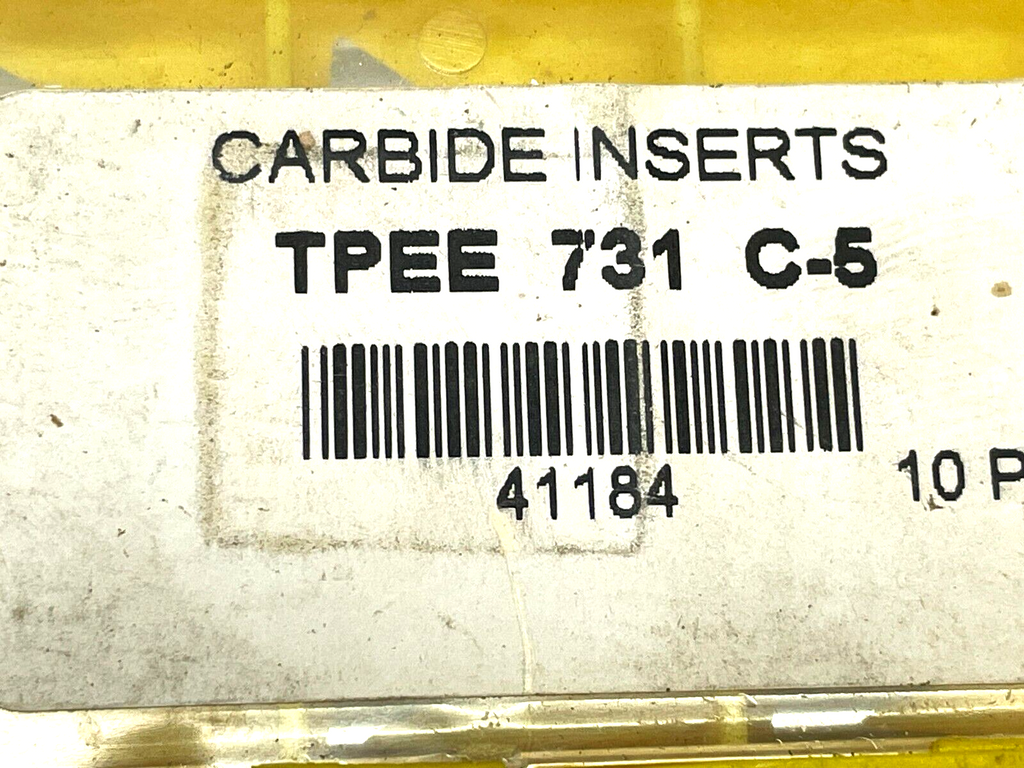 CARBIDE INSERTS
TPEE 731 C-5
41184
10 P